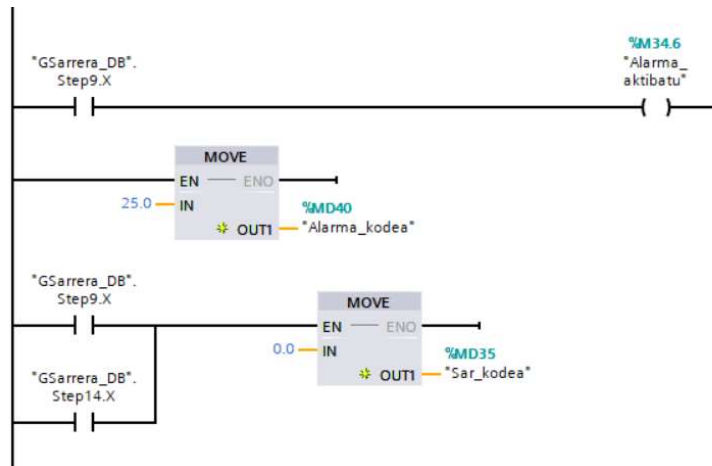 %M34.6
"GSarrera_DB".
"Alarma_
Step9.X
aktibatu"
MOVE
EN ENO
25.0 IN
%MD40
OUT1 "Alarma_kodea"
"GSarrera_DB".
Step9.X
MOVE
EN ENO
0.0 IN
%MD35
OUT1 "Sar_kodea"
"GSarrera_DB".
Step14.X